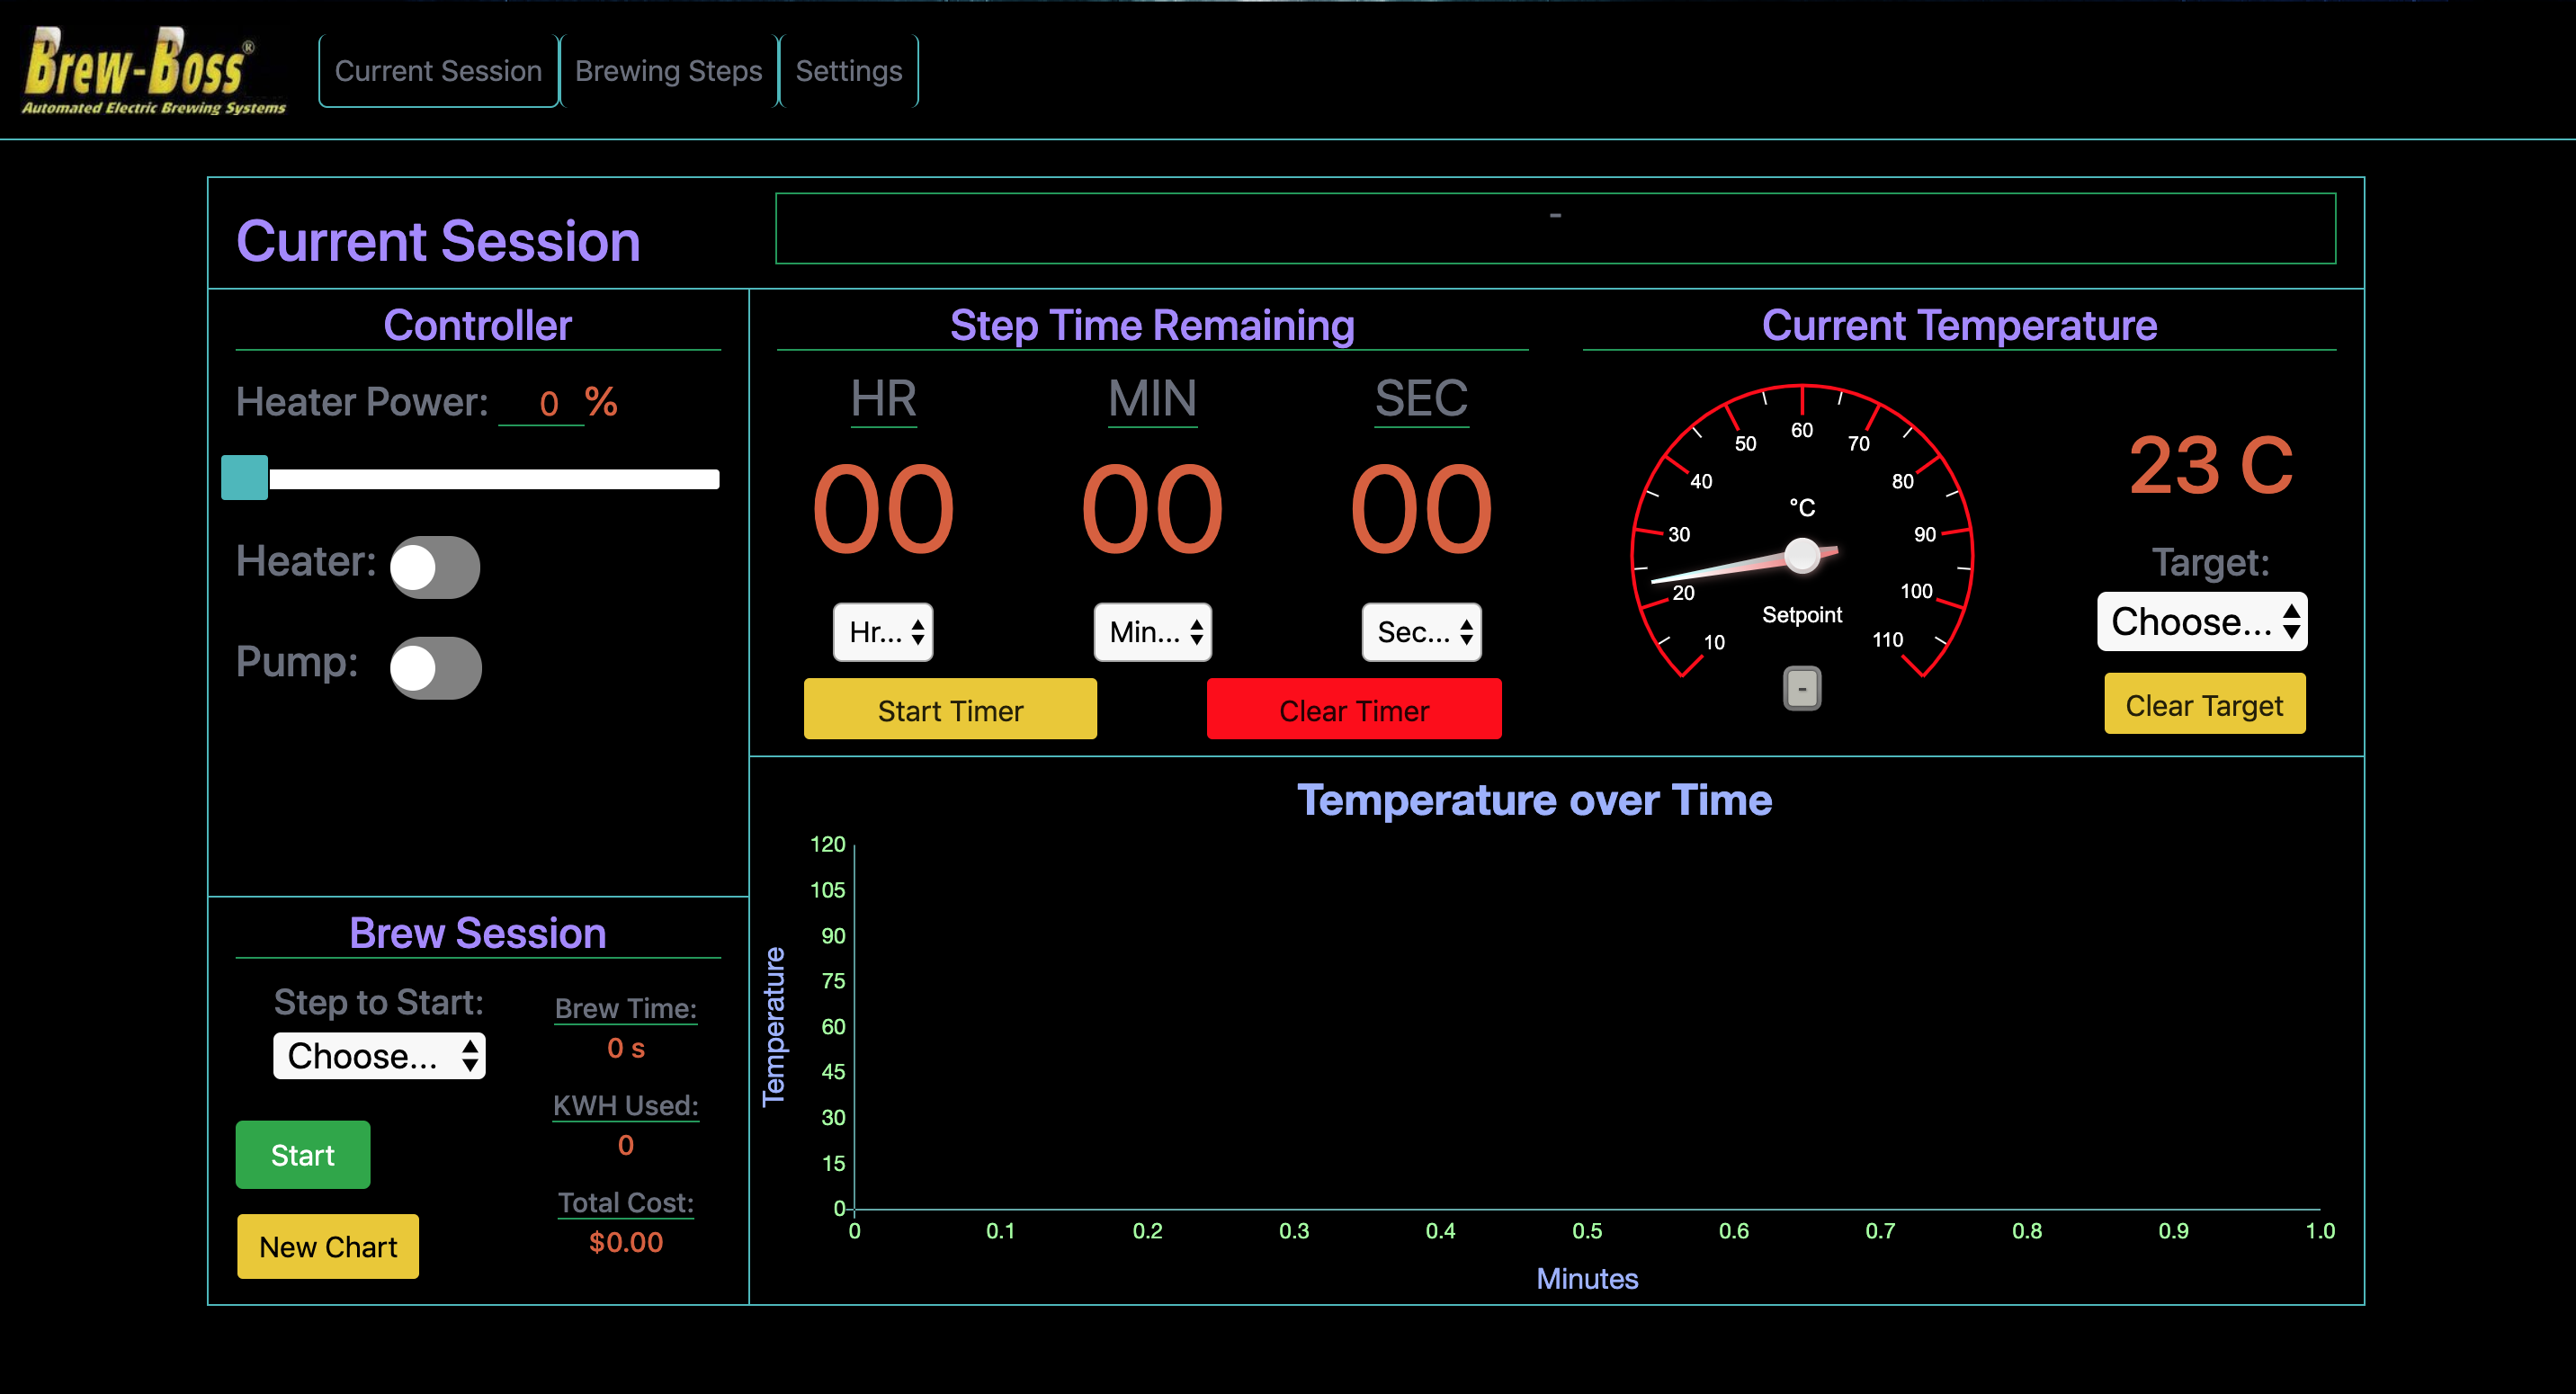 Brew-Boss®
Automated Electric Brewing Systems
Current Session
Brewing Steps
Settings
Current Session
-
Controller
Heater Power: 0 %
Heater:
Pump:
Step Time Remaining
HR MIN SEC
00 00 00
Hr... Min... Sec...
Start Timer Clear Timer
Current Temperature
10 20 30 40 50 60 70 80 90 100 110
°C
Setpoint
-
23 C
Target:
Choose...
Clear Target
Brew Session
Step to Start:
Choose...
Start
New Chart
Brew Time:
0 s
KWH Used:
0
Total Cost:
$0.00
Temperature over Time
Temperature
120
105
90
75
60
45
30
15
0
0 0.1 0.2 0.3 0.4 0.5 0.6 0.7 0.8 0.9 1.0
Minutes